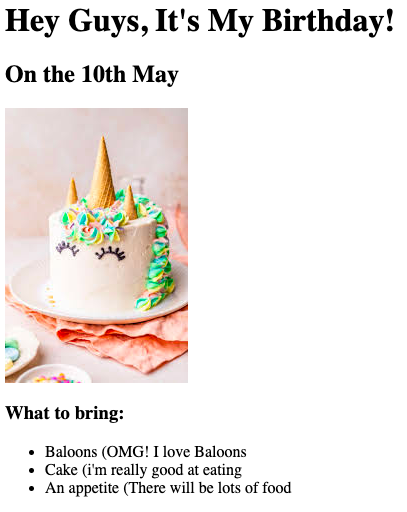 Hey Guys, It's My Birthday!
On the 10th May
What to bring:
Baloons (OMG! I love Baloons
Cake (i'm really good at eating
An appetite (There will be lots of food